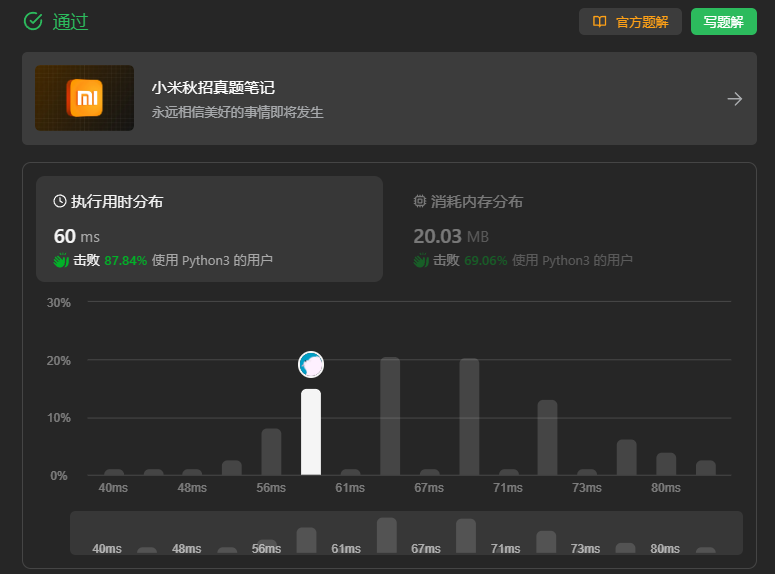 通过
官方题解 写题解
小米秋招真题笔记
永远相信美好的事情即将发生
执行用时分布
60 ms
击败 87.84% 使用 Python3 的用户
消耗内存分布
20.03 MB
击败 69.06% 使用 Python3 的用户
30%
20%
10%
0%
40ms 48ms 56ms 61ms 67ms 71ms 73ms 80ms
40ms 48ms 56ms 61ms 67ms 71ms 73ms 80ms